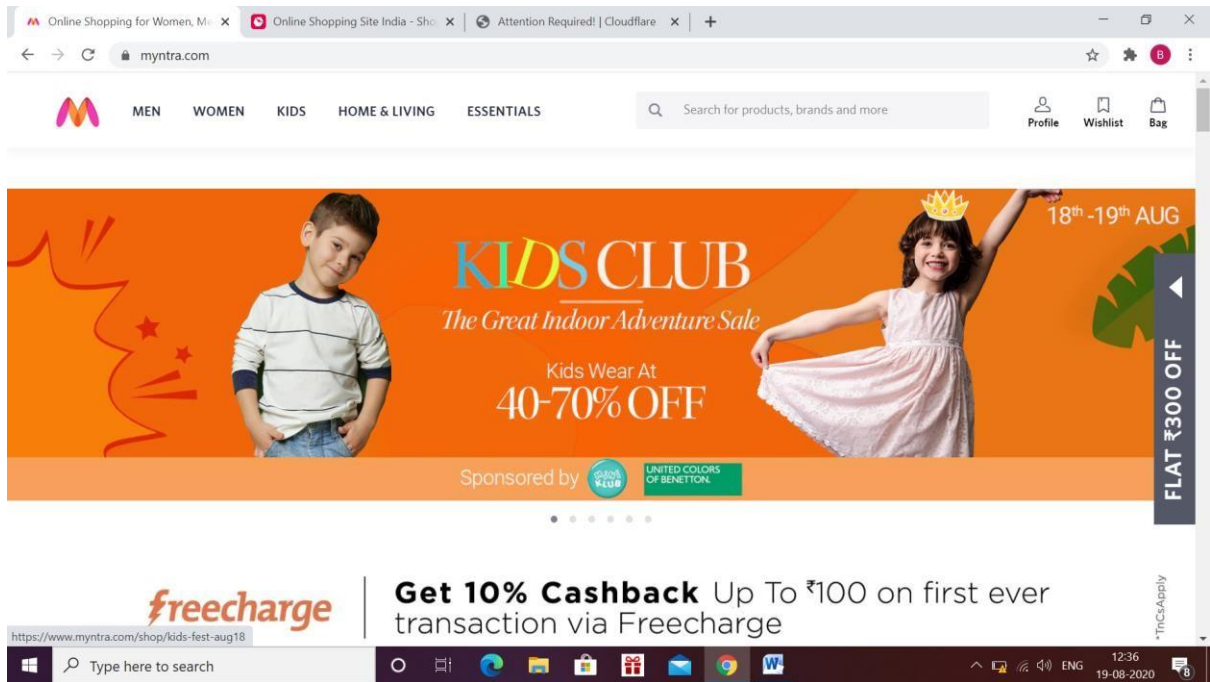 Online Shopping for Women, Me
Online Shopping Site India - Sho
Attention Required! | Cloudflare
myntra.com
B
MEN WOMEN KIDS HOME & LIVING ESSENTIALS
Search for products, brands and more
Profile Wishlist Bag
18th -19th AUG
KIDS CLUB
The Great Indoor Adventure Sale
Kids Wear At
40-70% OFF
Sponsored by
KLUB
UNITED COLORS
OF BENETTON.
FLAT ₹300 OFF
freecharge
Get 10% Cashback Up To ₹100 on first ever
transaction via Freecharge
*TnCsApply
https://www.myntra.com/shop/kids-fest-aug18
Type here to search
ENG
12:36
19-08-2020
8